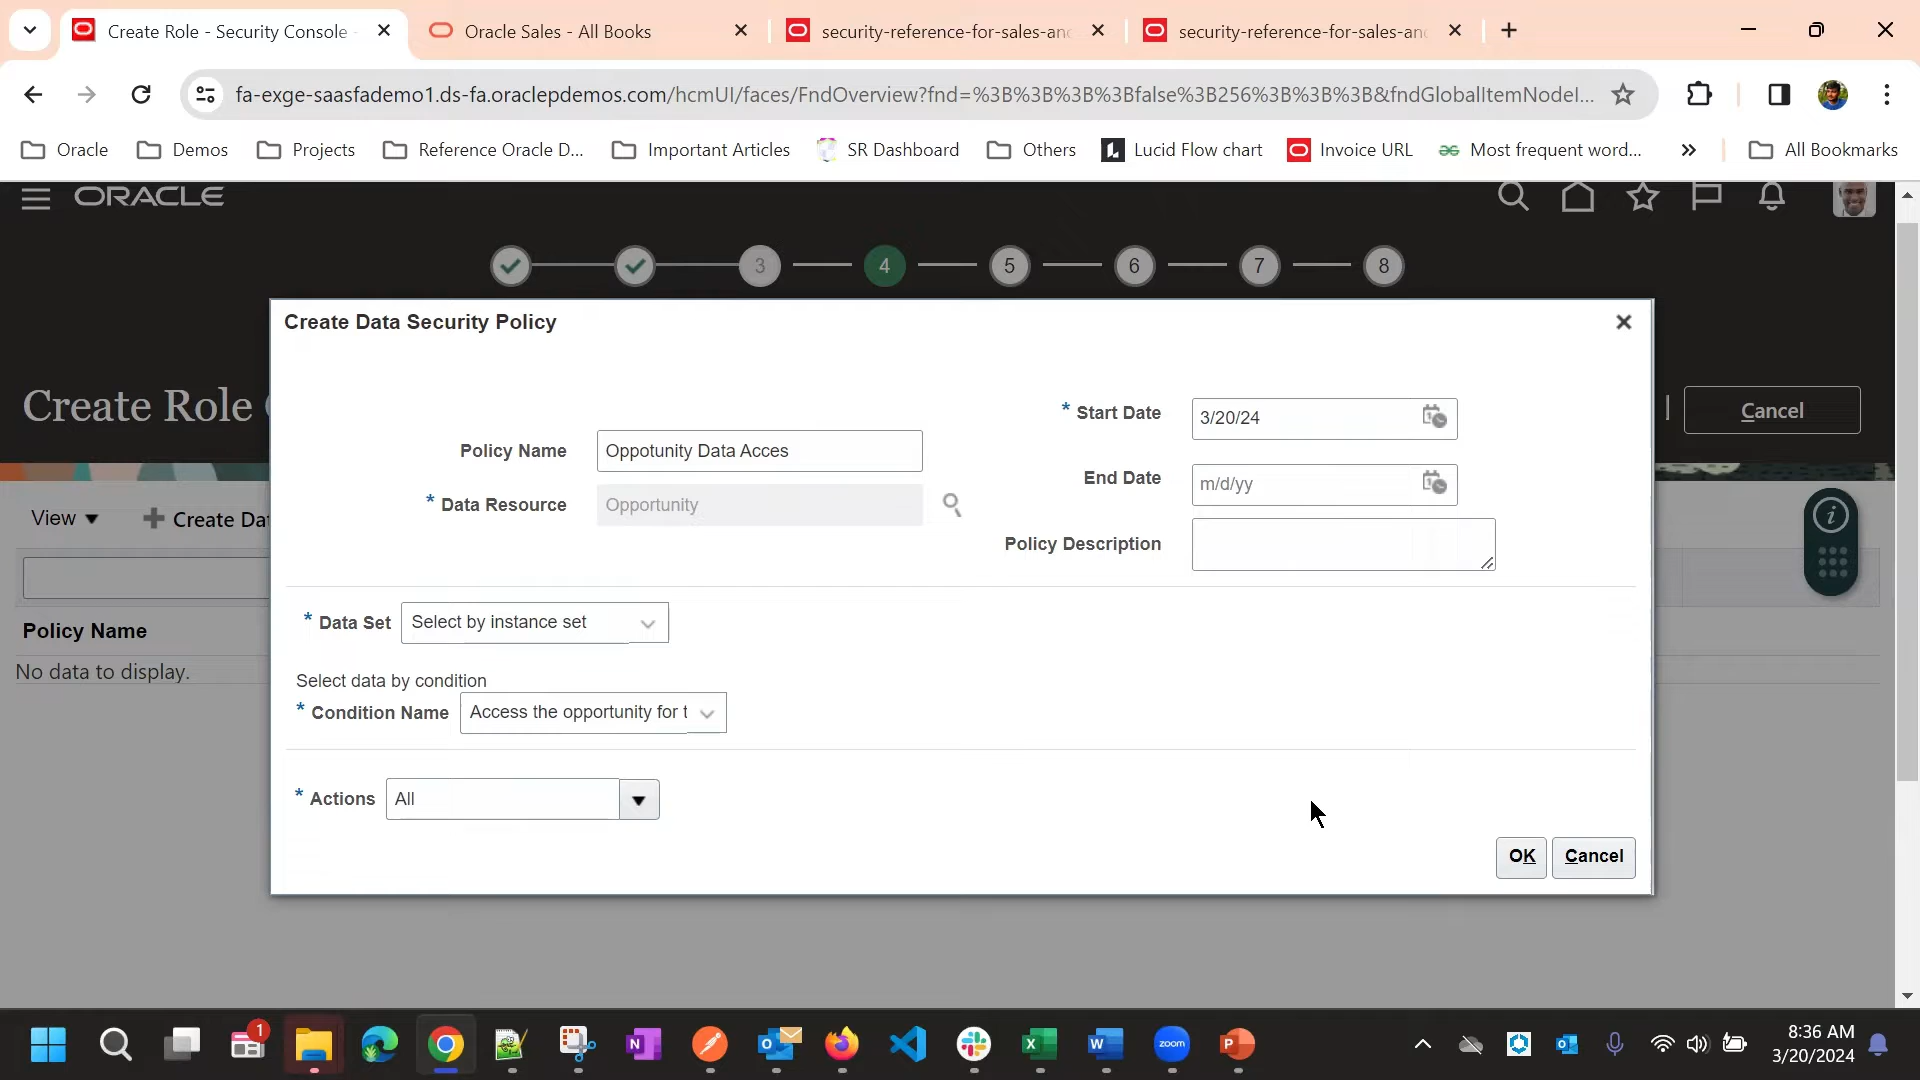 Create Role - Security Console -
Oracle Sales - All Books
security-reference-for-sales-and
security-reference-for-sales-and
fa-exge-saasfademo1.ds-fa.oraclepdemos.com/hcmUI/faces/FndOverview?fnd=%3B%3B%3B%3Bfalse%3B256%3B%3B%3B&fndGlobalItemNodeI...
Oracle
Demos
Projects
Reference Oracle D...
Important Articles
SR Dashboard
Others
Lucid Flow chart
Invoice URL
Most frequent word...
All Bookmarks
ORACLE
3
4
5
6
7
8
Create Data Security Policy
Create Role
Cancel
* Start Date 3/20/24
Policy Name Oppotunity Data Acces
End Date m/d/yy
* Data Resource Opportunity
Policy Description
View
Create Dat
* Data Set Select by instance set
Policy Name
No data to display.
Select data by condition
* Condition Name Access the opportunity for t
* Actions All
OK Cancel
1
zoom
8:36 AM
3/20/2024